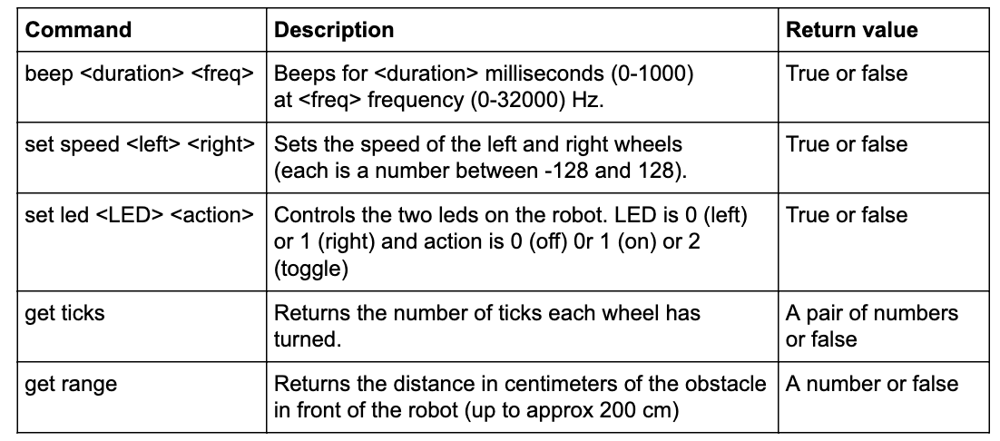 Command Description Return value
beep <duration> <freq> Beeps for <duration> milliseconds (0-1000) True or false
at <freq> frequency (0-32000) Hz.
set speed <left> <right> Sets the speed of the left and right wheels True or false
(each is a number between -128 and 128).
set led <LED> <action> Controls the two leds on the robot. LED is 0 (left) True or false
or 1 (right) and action is 0 (off) 0r 1 (on) or 2
(toggle)
get ticks Returns the number of ticks each wheel has A pair of numbers
turned. or false
get range Returns the distance in centimeters of the obstacle A number or false
in front of the robot (up to approx 200 cm)